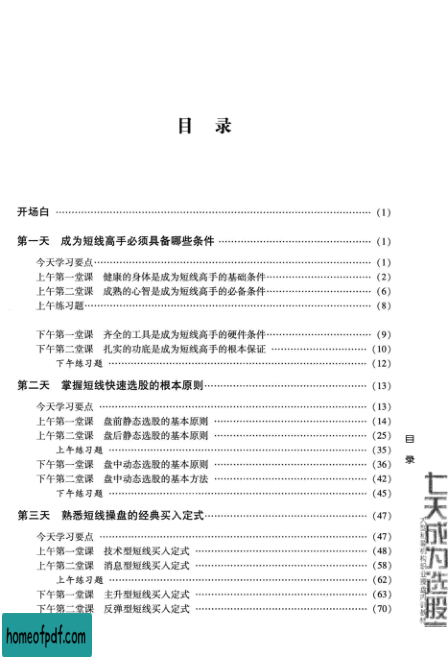 目 录
开场白 …… (1)
第一天 成为短线高手必须具备哪些条件 …… (1)
今天学习要点 …… (1)
上午第一堂课 健康的身体是成为短线高手的基础条件 …… (2)
上午第二堂课 成熟的心智是成为短线高手的必备条件 …… (6)
上午练习题 …… (8)
下午第一堂课 齐全的工具是成为短线高手的硬件条件 …… (9)
下午第二堂课 扎实的功底是成为短线高手的根本保证 …… (10)
下午练习题 …… (12)
第二天 掌握短线快速选股的根本原则 …… (13)
今天学习要点 …… (13)
上午第一堂课 盘前静态选股的基本原则 …… (14)
上午第二堂课 盘后静态选股的基本原则 …… (25)
上午练习题 …… (35)
下午第一堂课 盘中动态选股的基本原则 …… (36)
下午第二堂课 盘中动态选股的基本方法 …… (42)
下午练习题 …… (45)
第三天 熟悉短线操盘的经典买入定式 …… (47)
今天学习要点 …… (47)
上午第一堂课 技术型短线买入定式 …… (48)
上午第二堂课 消息型短线买入定式 …… (58)
上午练习题 …… (62)
下午第一堂课 主升型短线买入定式 …… (63)
下午第二堂课 反弹型短线买入定式 …… (70)
目录
七天成为选股
homeofpdf.com